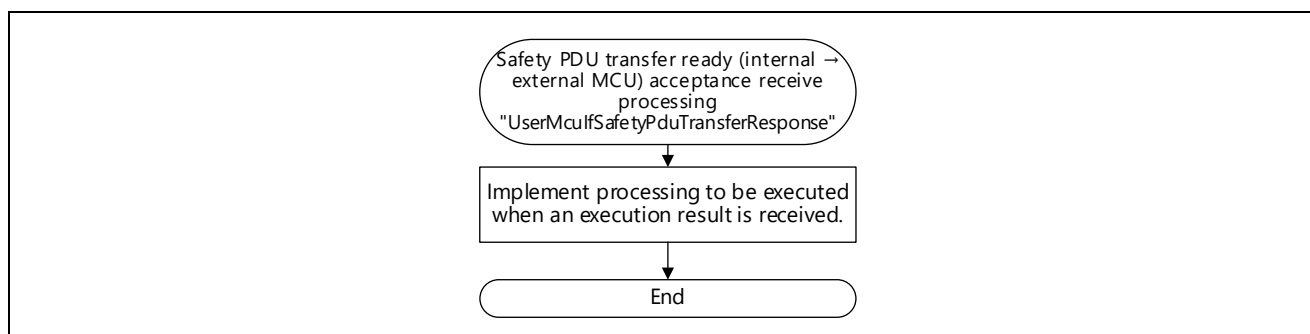 Safety PDU transfer ready (internal →
external MCU) acceptance receive
processing
"UserMcuIfSafetyPduTransferResponse"
Implement processing to be executed
when an execution result is received.
End